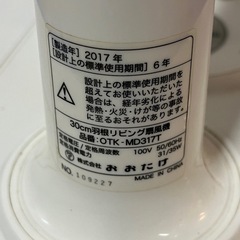 【製造年】2017年
【設計上の標準使用期間】6年
設計上の標準使用期間を
超えてお使いいただいた
場合は、経年劣化による
発熱・火災・けが等の事故
に至るおそれがあります。
30cm羽根リビング扇風機
品番:OTK-MD317T
定格電圧/定格周波数 100V 50/60Hz
定格消費電力 31/35W
株式会社 おおたけ
NO. 109227 MADE IN CHINA